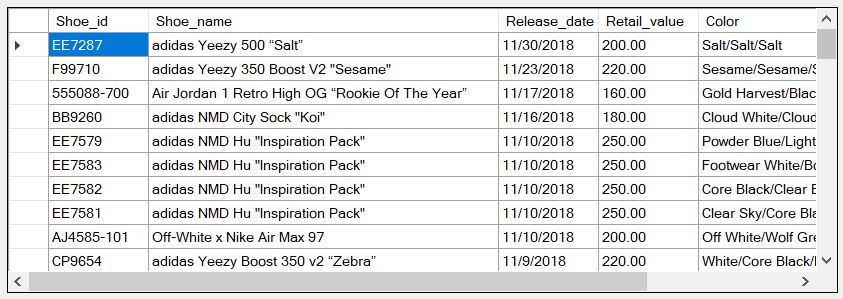 Shoe_id Shoe_name Release_date Retail_value Color
EE7287 adidas Yeezy 500 “Salt” 11/30/2018 200.00 Salt/Salt/Salt
F99710 adidas Yeezy 350 Boost V2 "Sesame" 11/23/2018 220.00 Sesame/Sesame/S
555088-700 Air Jordan 1 Retro High OG “Rookie Of The Year” 11/17/2018 160.00 Gold Harvest/Blac
BB9260 adidas NMD City Sock "Koi" 11/16/2018 180.00 Cloud White/Cloud
EE7579 adidas NMD Hu "Inspiration Pack" 11/10/2018 250.00 Powder Blue/Light
EE7583 adidas NMD Hu "Inspiration Pack" 11/10/2018 250.00 Footwear White/Bo
EE7582 adidas NMD Hu "Inspiration Pack" 11/10/2018 250.00 Core Black/Clear B
EE7581 adidas NMD Hu "Inspiration Pack" 11/10/2018 250.00 Clear Sky/Core Bla
AJ4585-101 Off-White x Nike Air Max 97 11/10/2018 200.00 Off White/Wolf Gre
CP9654 adidas Yeezy Boost 350 v2 “Zebra” 11/9/2018 220.00 White/Core Black/